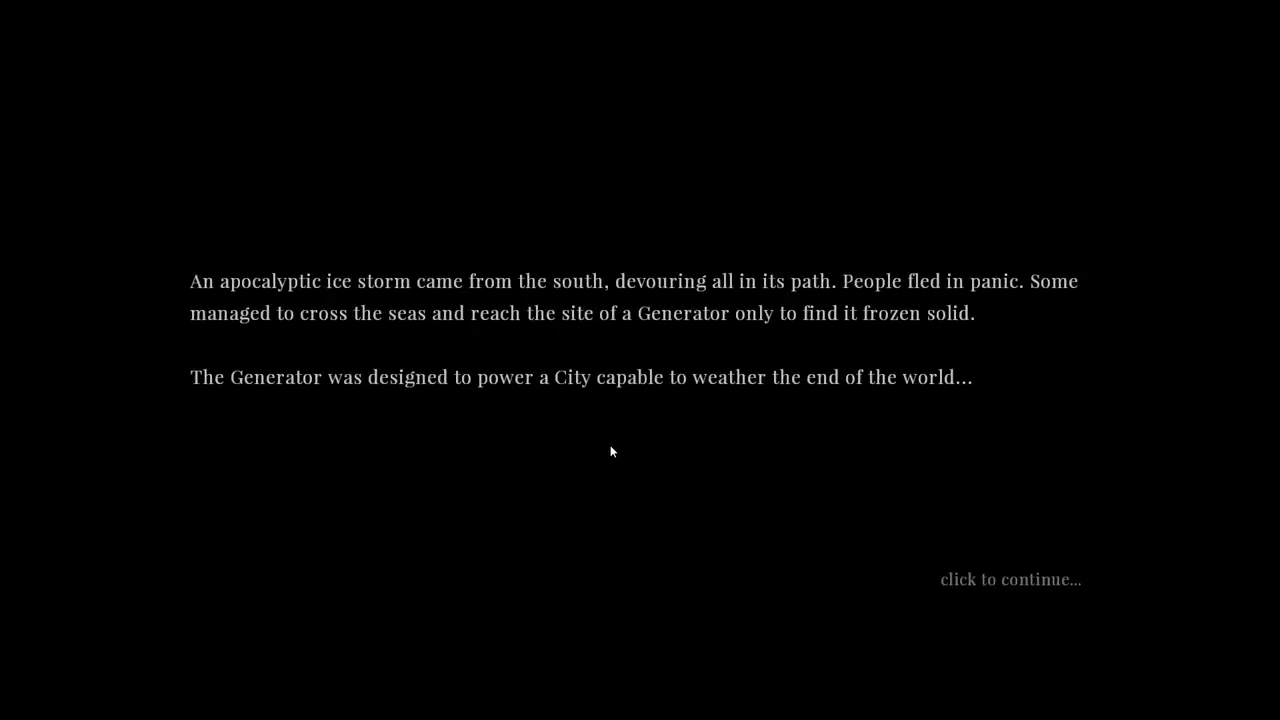 An apocalyptic ice storm came from the south, devouring all in its path. People fled in panic. Some
managed to cross the seas and reach the site of a Generator only to find it frozen solid.
The Generator was designed to power a City capable to weather the end of the world...
click to continue...